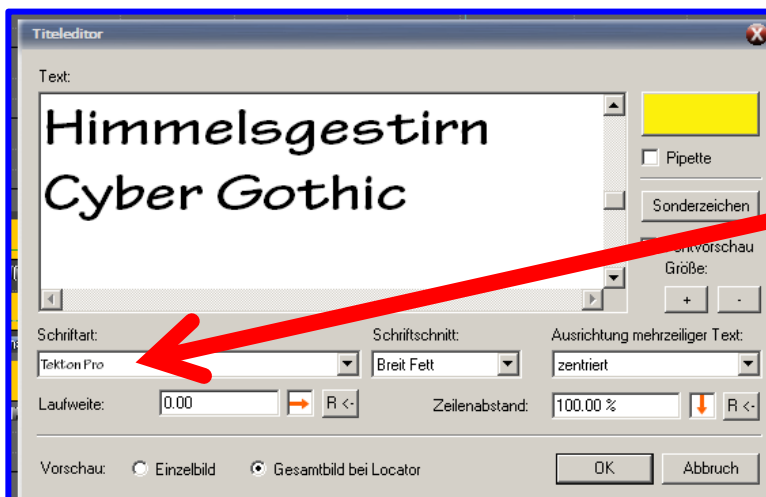 Titeleditor
Text:
Himmelsgestirn
Cyber Gothic
Pipette
Sonderzeichen
Größe:
+ -
Schriftart: Schriftschnitt: Ausrichtung mehrzeiliger Text:
Tekton Pro Breit Fett zentriert
Laufweite: 0.00 R <- Zeilenabstand: 100.00 % R <-
Vorschau: Einzelbild Gesamtbild bei Locator OK Abbruch